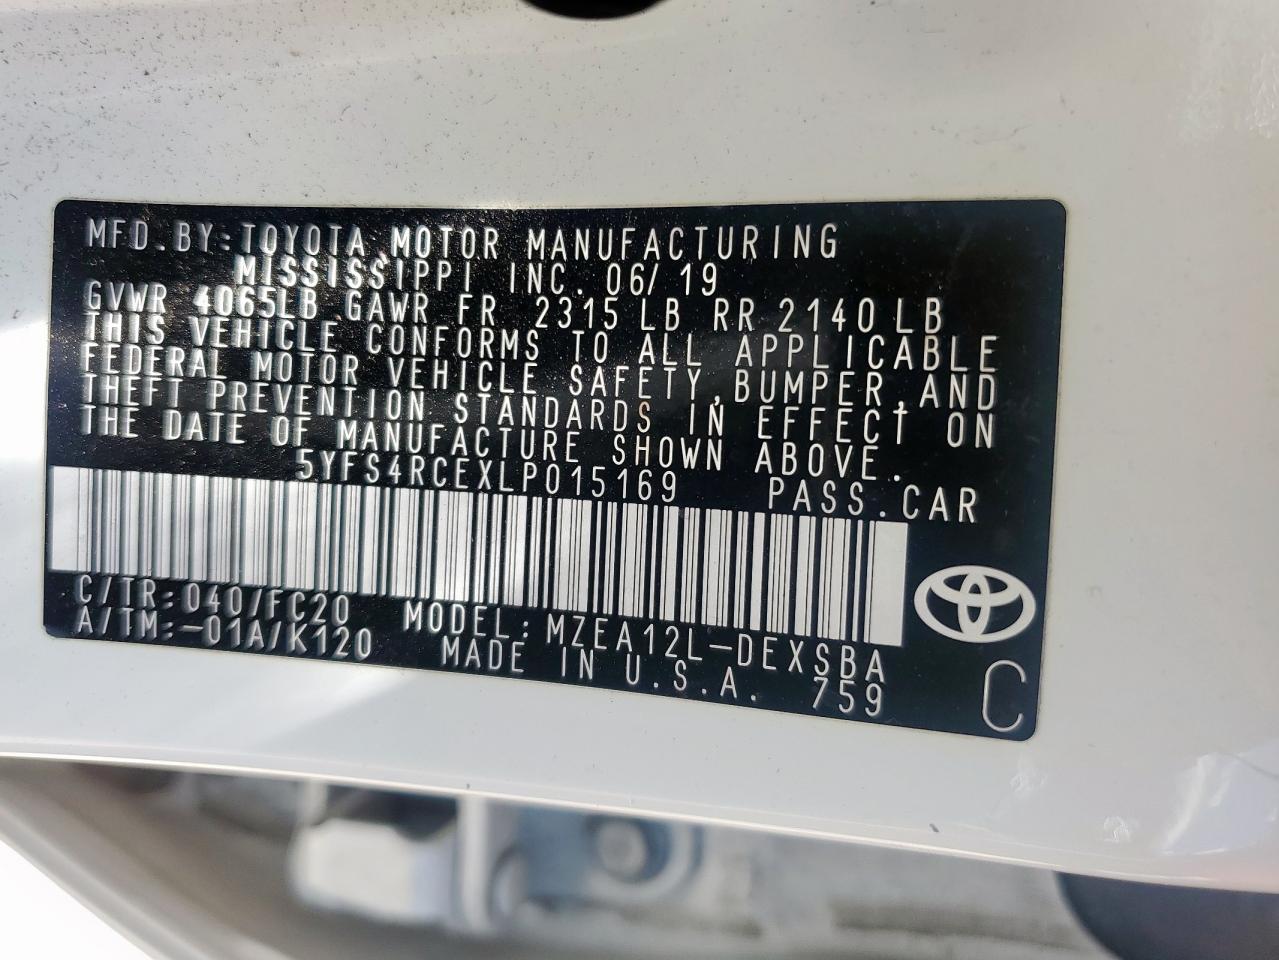 MFD.BY:TOYOTA MOTOR MANUFACTURING
MISSISSIPPI INC. 06/19
GVWR 4065LB GAWR FR 2315LB RR 2140LB
THIS VEHICLE CONFORMS TO ALL APPLICABLE
FEDERAL MOTOR VEHICLE SAFETY,BUMPER,AND
THEFT PREVENTION STANDARDS IN EFFECT ON
THE DATE OF MANUFACTURE SHOWN ABOVE.
5YFS4RCEXLP015169 PASS.CAR
C/TR:040/FC20 MODEL:MZEA12L-DEXSBA
A/TM:-01A/K120 MADE IN U.S.A. 759
C